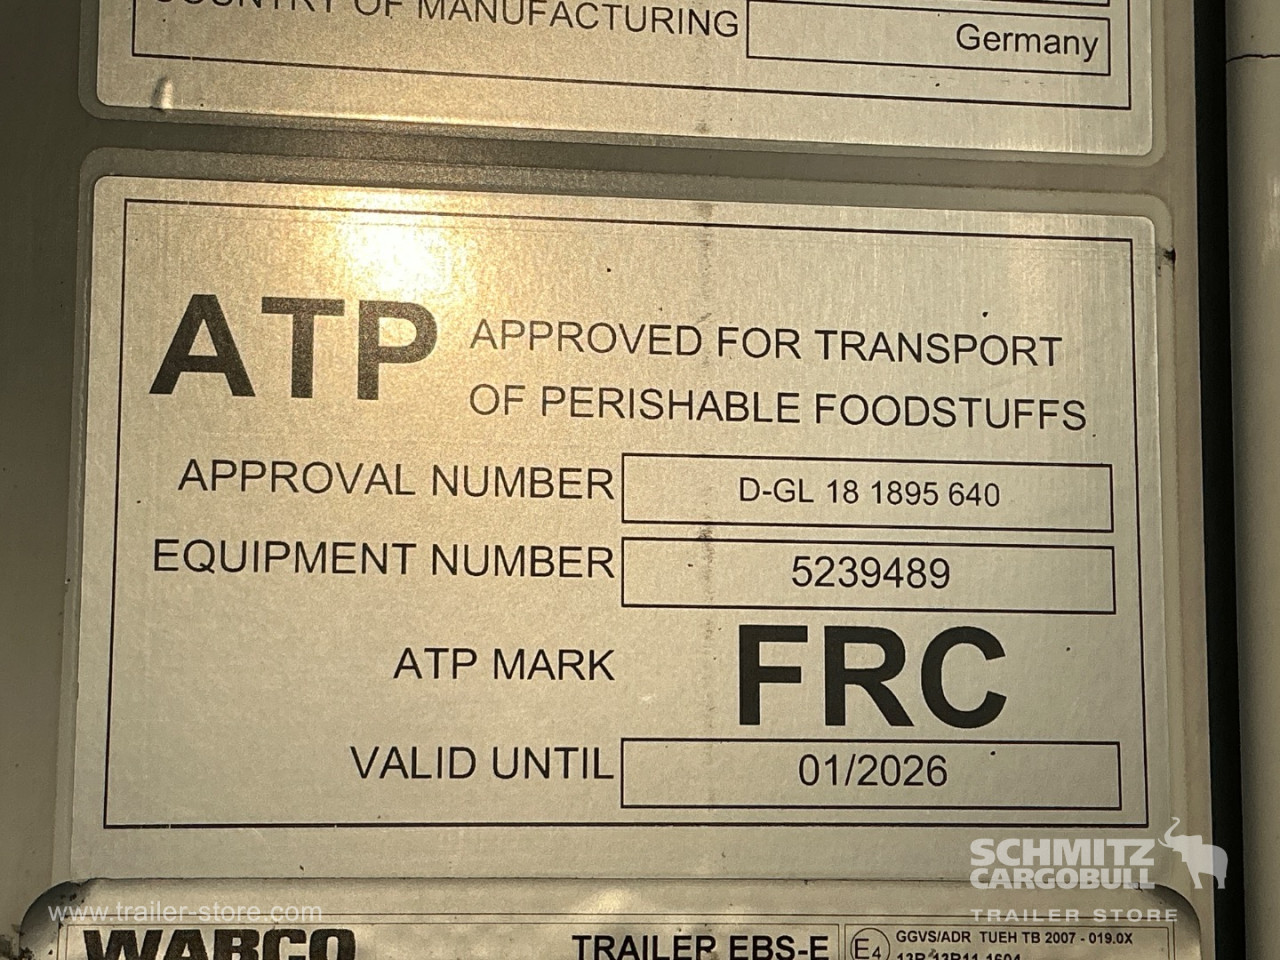 COUNTRY OF MANUFACTURING Germany
ATP APPROVED FOR TRANSPORT
OF PERISHABLE FOODSTUFFS
APPROVAL NUMBER D-GL 18 1895 640
EQUIPMENT NUMBER 5239489
ATP MARK FRC
VALID UNTIL 01/2026
SCHMITZ
CARGOBULL
TRAILER STORE
www.trailer-store.com
WABCO TRAILER EBS-E E4 GGVS/ADR TUEH TB 2007 - 019.0X